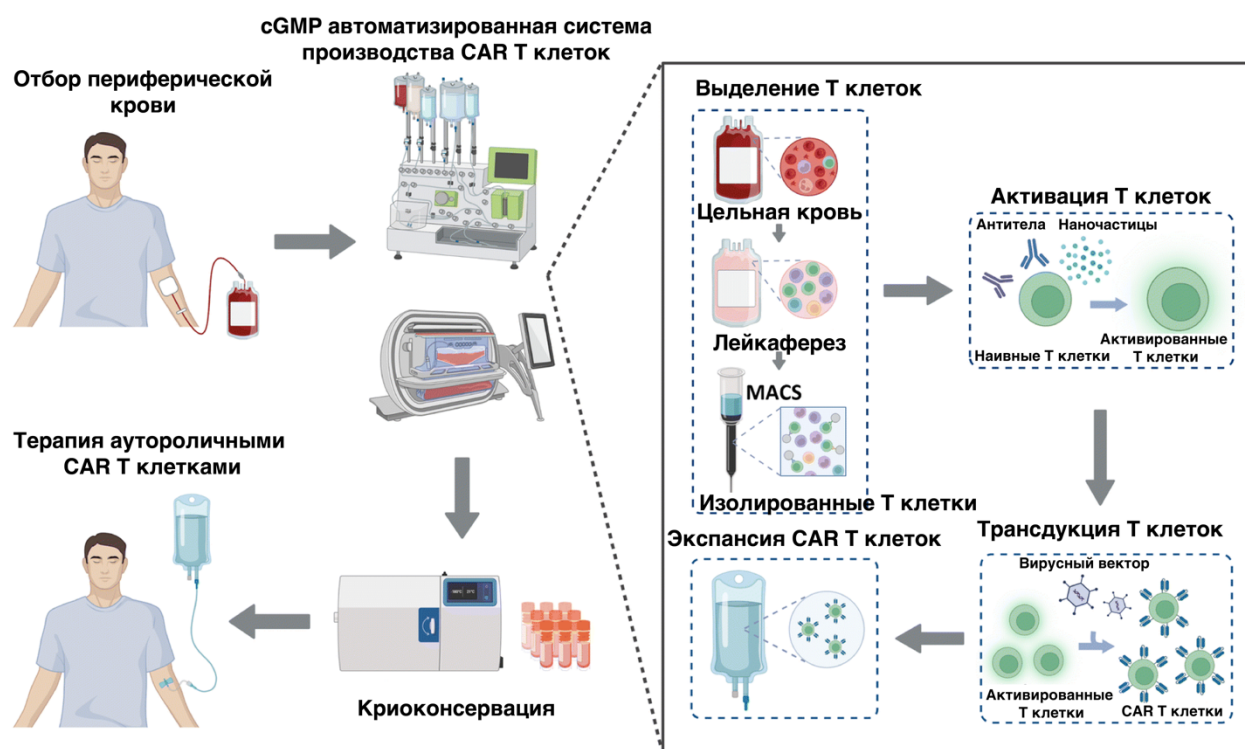 cGMP автоматизированная система
производства CAR T клеток
Отбор периферической
крови
Выделение Т клеток
Цельная кровь
Лейкаферез
MACS
Изолированные Т клетки
Активация Т клеток
Антитела
Наночастицы
Наивные Т клетки
Активированные
Т клетки
Трансдукция Т клеток
Вирусный вектор
Активированные
Т клетки
CAR Т клетки
Экспансия CAR Т клеток
Криоконсервация
Терапия аутороличными
CAR Т клетками